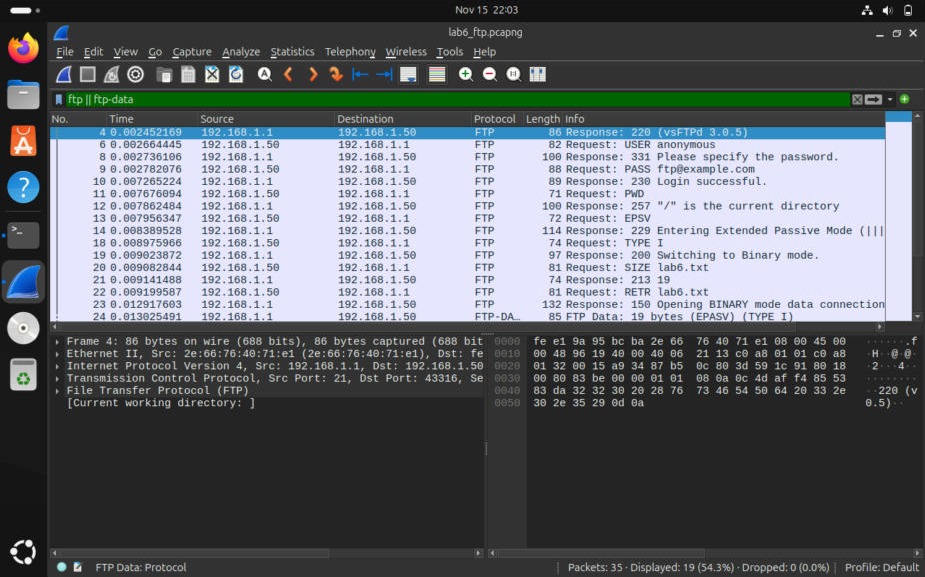 Nov 15 22:03
lab6_ftp.pcapng
File Edit View Go Capture Analyze Statistics Telephony Wireless Tools Help
ftp || ftp-data
No. Time Source Destination Protocol Length Info
4 0.002452169 192.168.1.1 192.168.1.50 FTP 86 Response: 220 (vsFTPd 3.0.5)
6 0.002664445 192.168.1.50 192.168.1.1 FTP 82 Request: USER anonymous
8 0.002736106 192.168.1.1 192.168.1.50 FTP 100 Response: 331 Please specify the password.
9 0.002782076 192.168.1.50 192.168.1.1 FTP 88 Request: PASS ftp@example.com
10 0.007265224 192.168.1.1 192.168.1.50 FTP 89 Response: 230 Login successful.
11 0.007676094 192.168.1.50 192.168.1.1 FTP 71 Request: PWD
12 0.007862484 192.168.1.1 192.168.1.50 FTP 100 Response: 257 "/" is the current directory
13 0.007956347 192.168.1.50 192.168.1.1 FTP 72 Request: EPSV
14 0.008389528 192.168.1.1 192.168.1.50 FTP 114 Response: 229 Entering Extended Passive Mode (|||
18 0.008975966 192.168.1.50 192.168.1.1 FTP 74 Request: TYPE I
19 0.009023872 192.168.1.1 192.168.1.50 FTP 97 Response: 200 Switching to Binary mode.
20 0.009082844 192.168.1.50 192.168.1.1 FTP 81 Request: SIZE lab6.txt
21 0.009141488 192.168.1.1 192.168.1.50 FTP 74 Response: 213 19
22 0.009199587 192.168.1.50 192.168.1.1 FTP 81 Request: RETR lab6.txt
23 0.012917603 192.168.1.1 192.168.1.50 FTP 132 Response: 150 Opening BINARY mode data connection
24 0.013025491 192.168.1.1 192.168.1.50 FTP-DA… 85 FTP Data: 19 bytes (EPASV) (TYPE I)
Frame 4: 86 bytes on wire (688 bits), 86 bytes captured (688 bit
Ethernet II, Src: 2e:66:76:40:71:e1 (2e:66:76:40:71:e1), Dst: fe
Internet Protocol Version 4, Src: 192.168.1.1, Dst: 192.168.1.50
Transmission Control Protocol, Src Port: 21, Dst Port: 43316, Se
File Transfer Protocol (FTP)
[Current working directory: ]
0000 fe e1 9a 95 bc ba 2e 66 76 40 71 e1 08 00 45 00 ·······.f
0010 00 48 96 19 40 00 40 06 21 13 c0 a8 01 01 c0 a8 ·H··@·@·
0020 01 32 00 15 a9 34 87 b5 0c 80 3d 59 1c 91 80 18 ·2···4··
0030 00 80 83 be 00 00 01 01 08 0a 0c 4d af f4 85 53 ········
0040 83 da 32 32 30 20 28 76 73 46 54 50 64 20 33 2e ··220 (v
0050 30 2e 35 29 0d 0a 0.5)··
FTP Data: Protocol
Packets: 35 · Displayed: 19 (54.3%) · Dropped: 0 (0.0%)
Profile: Default